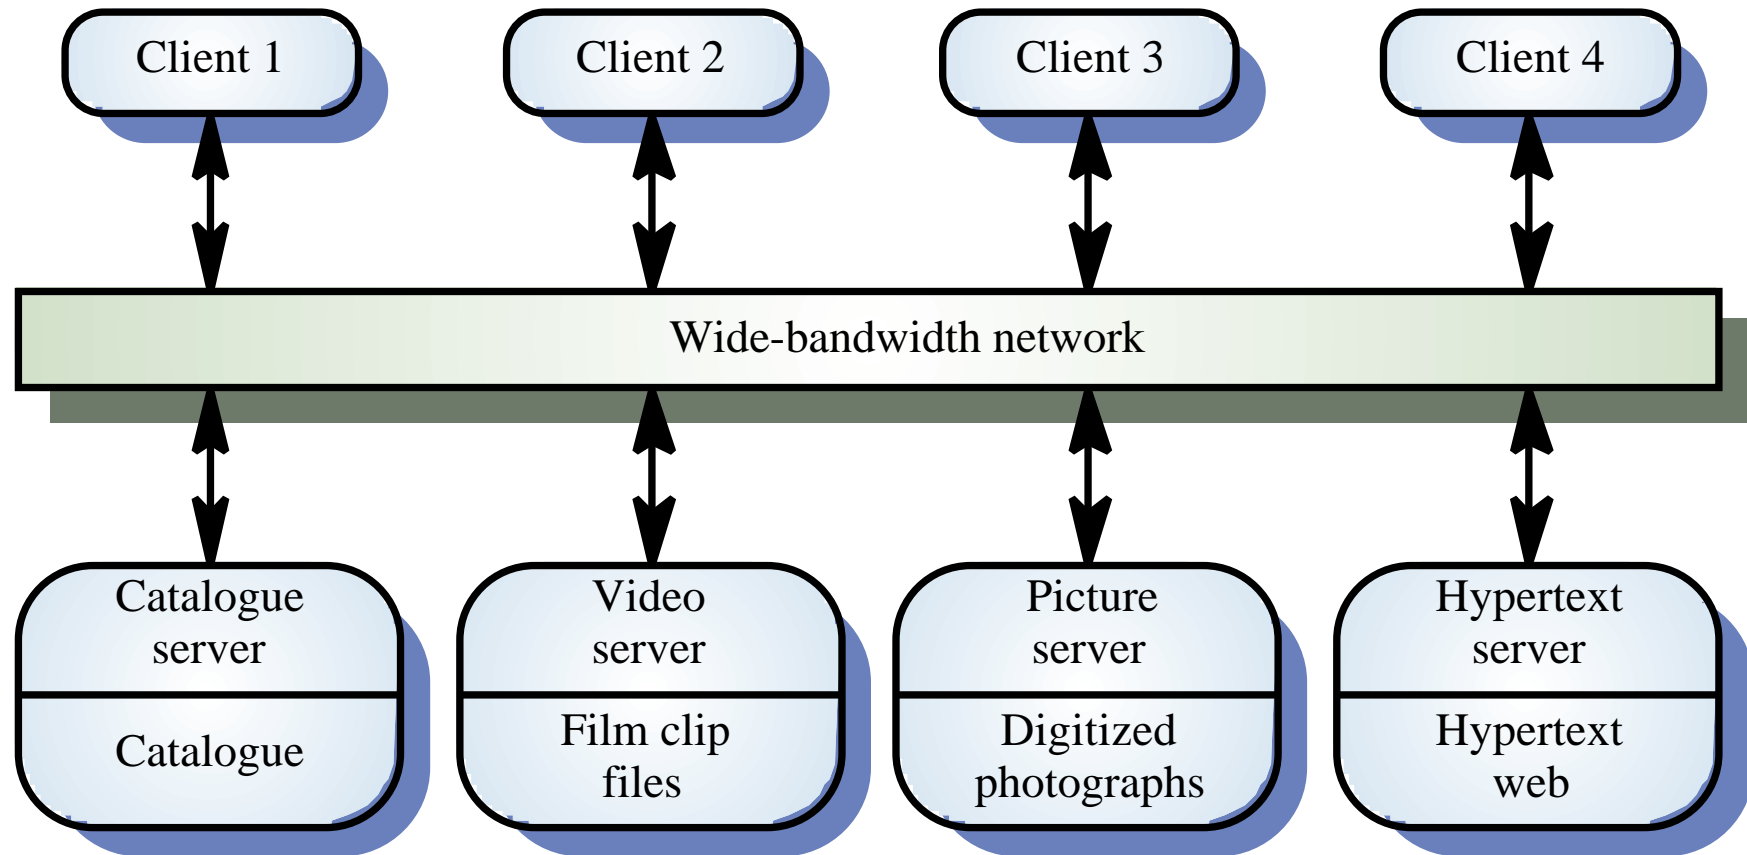 Client 1
Client 2
Client 3
Client 4
Wide-bandwidth network
Catalogue
server
Catalogue
Video
server
Film clip
files
Picture
server
Digitized
photographs
Hypertext
server
Hypertext
web